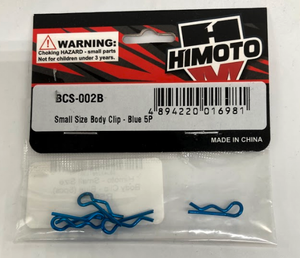 WARNING:
Choking HAZARD - small parts
Not for children under 3 years.
HIMOTO
BCS-002B
4 894220 016981
Small Size Body Clip - Blue 5P
MADE IN CHINA